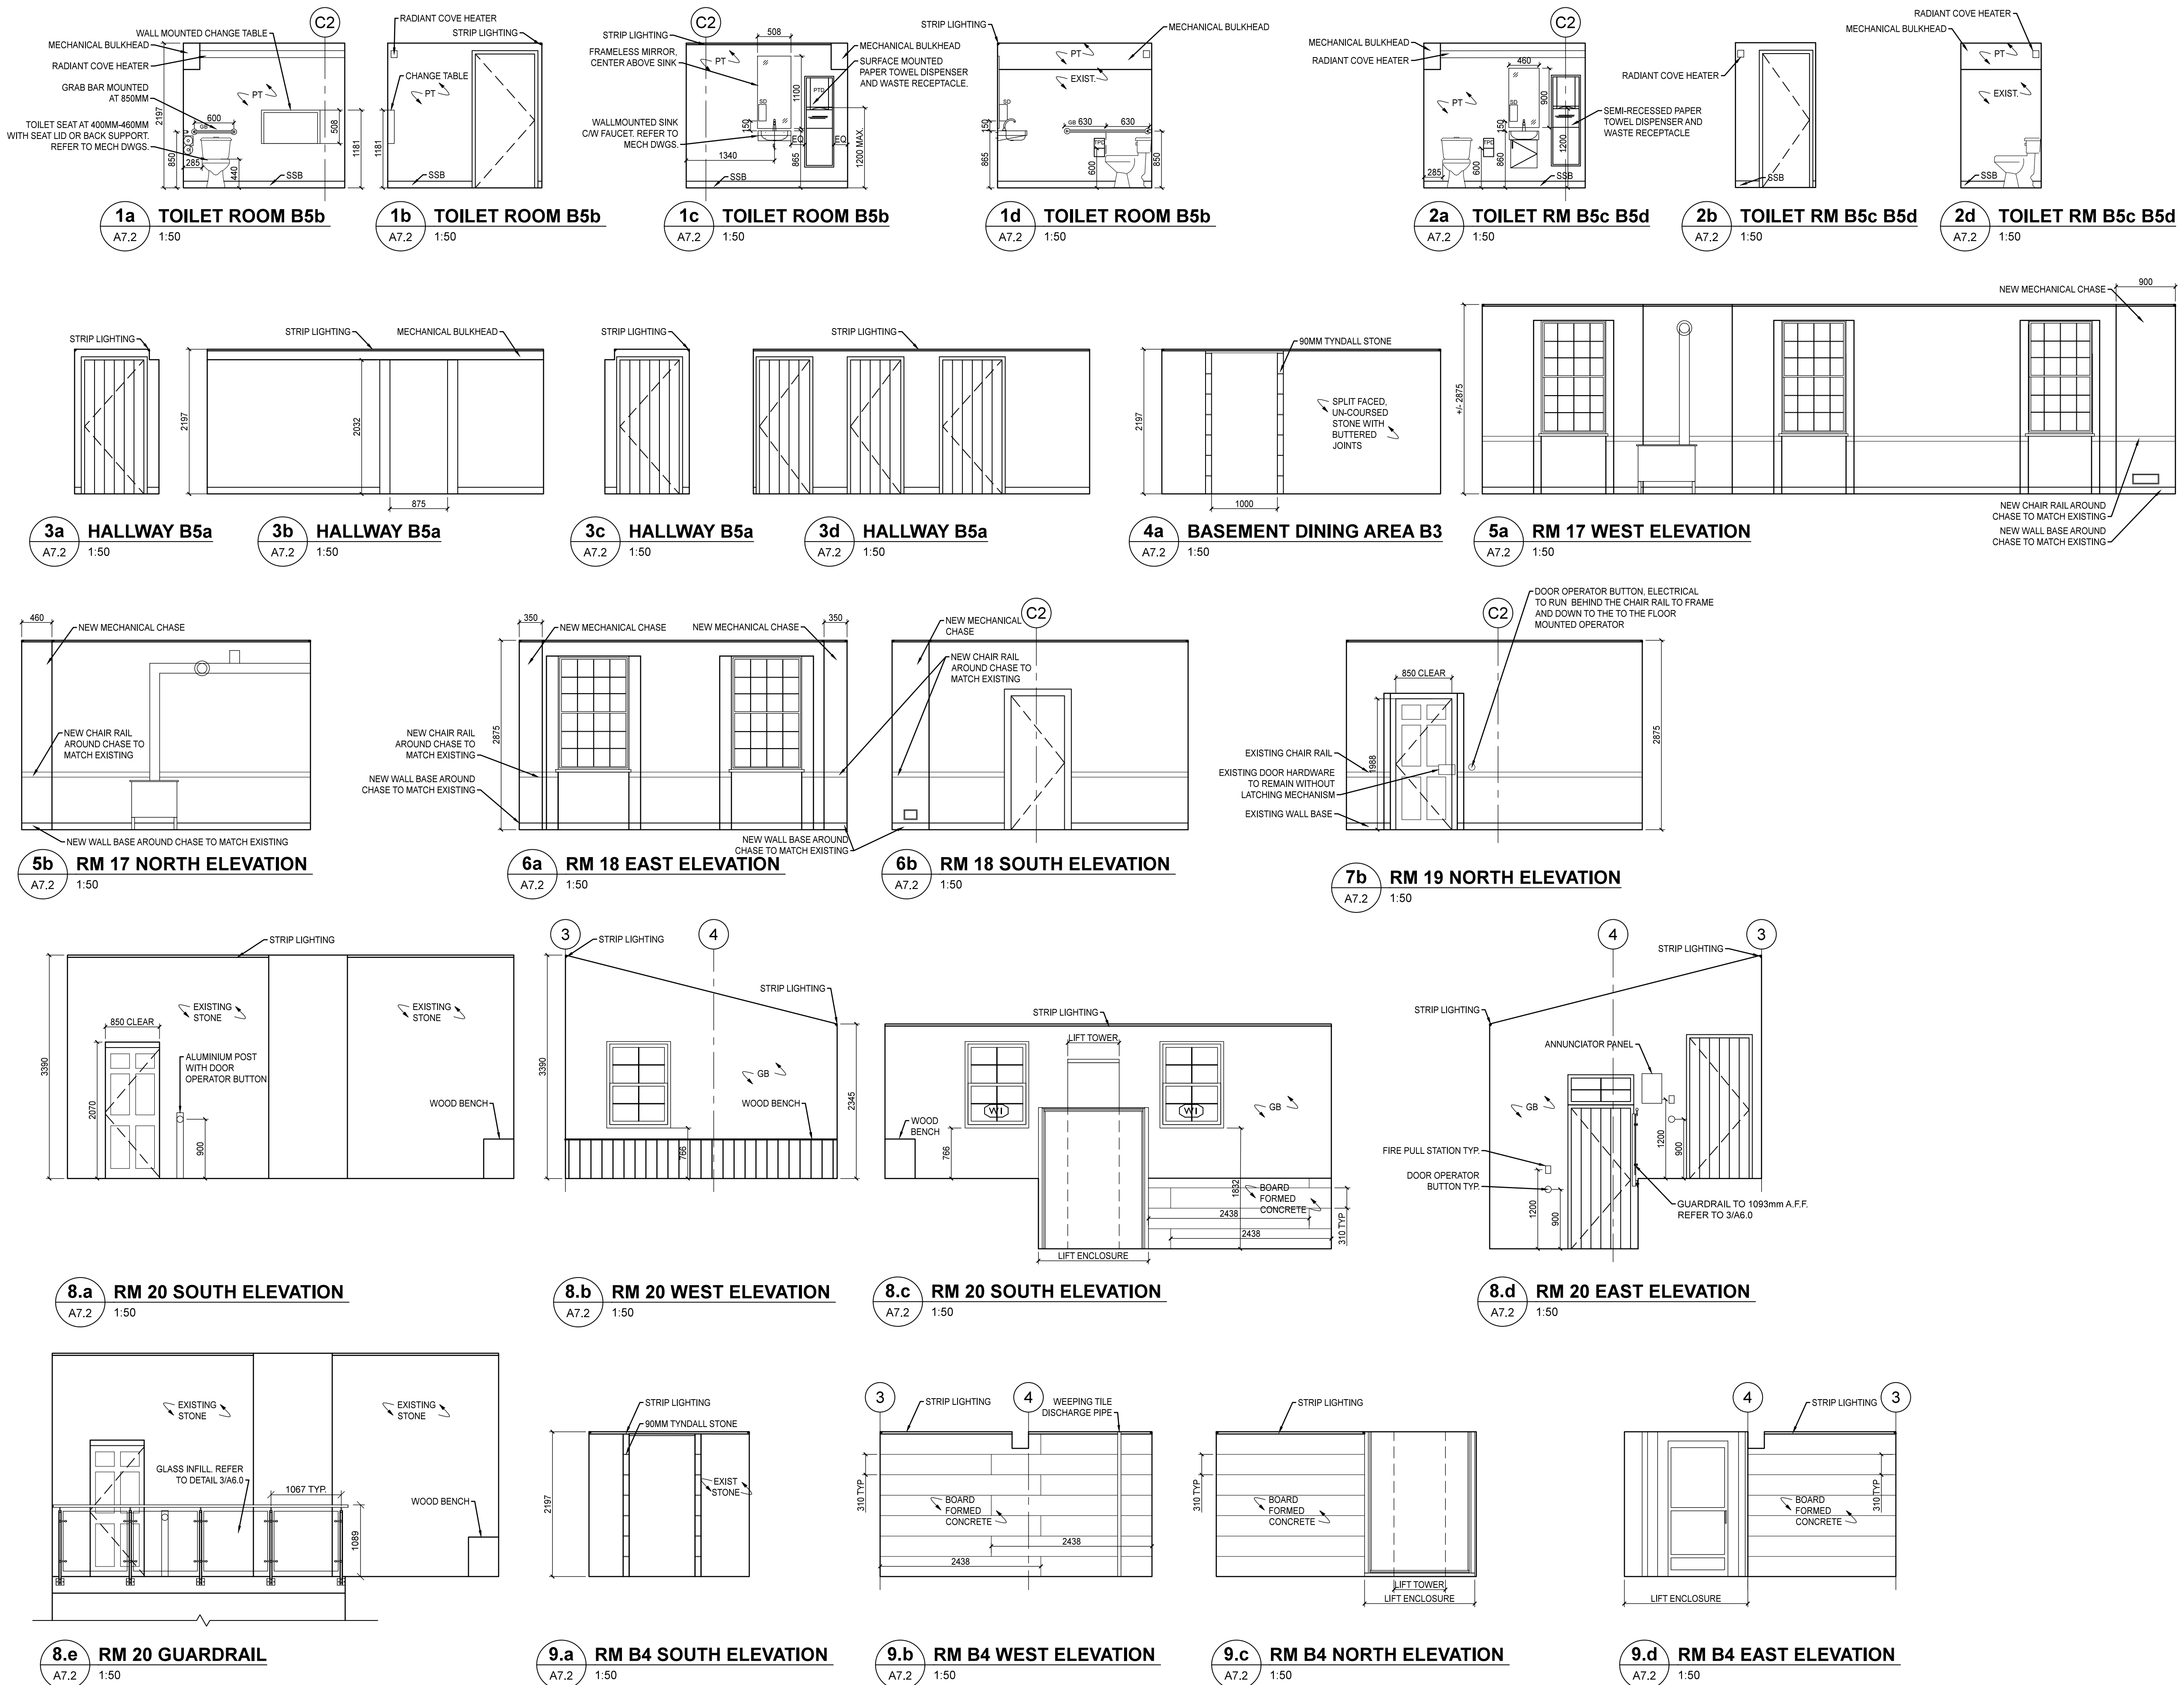 C2
WALL MOUNTED CHANGE TABLE
MECHANICAL BULKHEAD
RADIANT COVE HEATER
GRAB BAR MOUNTED
AT 850MM
TOILET SEAT AT 400MM-460MM
WITH SEAT LID OR BACK SUPPORT.
REFER TO MECH DWGS.
2197
PT
600
GB
850
285
440
508
1181
SSB
1a TOILET ROOM B5b
A7.2 1:50
RADIANT COVE HEATER
STRIP LIGHTING
CHANGE TABLE
PT
1181
SSB
1b TOILET ROOM B5b
A7.2 1:50
C2
STRIP LIGHTING
508
FRAMELESS MIRROR,
CENTER ABOVE SINK
PT
MECHANICAL BULKHEAD
SURFACE MOUNTED
PAPER TOWEL DISPENSER
AND WASTE RECEPTACLE.
1100
PTD
SD
150
WALLMOUNTED SINK
C/W FAUCET. REFER TO
MECH DWGS.
EQ
EQ
1340
865
1200 MAX.
SSB
1c TOILET ROOM B5b
A7.2 1:50
STRIP LIGHTING
MECHANICAL BULKHEAD
PT
EXIST.
SD
150
GB 630
630
TPD
865
600
850
1d TOILET ROOM B5b
A7.2 1:50
C2
MECHANICAL BULKHEAD
RADIANT COVE HEATER
460
PT
900
SD
150
SEMI-RECESSED PAPER
TOWEL DISPENSER AND
WASTE RECEPTACLE
TPD
285
600
860
1200
SSB
2a TOILET RM B5c B5d
A7.2 1:50
RADIANT COVE HEATER
SSB
2b TOILET RM B5c B5d
A7.2 1:50
RADIANT COVE HEATER
MECHANICAL BULKHEAD
PT
EXIST.
SSB
2d TOILET RM B5c B5d
A7.2 1:50
STRIP LIGHTING
3a HALLWAY B5a
A7.2 1:50
STRIP LIGHTING
MECHANICAL BULKHEAD
2197
2032
875
3b HALLWAY B5a
A7.2 1:50
STRIP LIGHTING
3c HALLWAY B5a
A7.2 1:50
STRIP LIGHTING
3d HALLWAY B5a
A7.2 1:50
90MM TYNDALL STONE
2197
SPLIT FACED,
UN-COURSED
STONE WITH
BUTTERED
JOINTS
1000
4a BASEMENT DINING AREA B3
A7.2 1:50
NEW MECHANICAL CHASE
900
+/- 2875
NEW CHAIR RAIL AROUND
CHASE TO MATCH EXISTING
NEW WALL BASE AROUND
CHASE TO MATCH EXISTING
5a RM 17 WEST ELEVATION
A7.2 1:50
460
NEW MECHANICAL CHASE
NEW CHAIR RAIL
AROUND CHASE TO
MATCH EXISTING
NEW WALL BASE AROUND CHASE TO MATCH EXISTING
5b RM 17 NORTH ELEVATION
A7.2 1:50
350
NEW MECHANICAL CHASE
NEW MECHANICAL CHASE
350
2875
NEW CHAIR RAIL
AROUND CHASE TO
MATCH EXISTING
NEW WALL BASE AROUND
CHASE TO MATCH EXISTING
NEW WALL BASE AROUND
CHASE TO MATCH EXISTING
6a RM 18 EAST ELEVATION
A7.2 1:50
C2
NEW MECHANICAL
CHASE
NEW CHAIR RAIL
AROUND CHASE TO
MATCH EXISTING
6b RM 18 SOUTH ELEVATION
A7.2 1:50
C2
DOOR OPERATOR BUTTON, ELECTRICAL
TO RUN BEHIND THE CHAIR RAIL TO FRAME
AND DOWN TO THE TO THE FLOOR
MOUNTED OPERATOR
850 CLEAR
1988
2875
EXISTING CHAIR RAIL
EXISTING DOOR HARDWARE
TO REMAIN WITHOUT
LATCHING MECHANISM
EXISTING WALL BASE
7b RM 19 NORTH ELEVATION
A7.2 1:50
STRIP LIGHTING
EXISTING
STONE
EXISTING
STONE
850 CLEAR
3390
2070
ALUMINIUM POST
WITH DOOR
OPERATOR BUTTON
900
WOOD BENCH
8.a RM 20 SOUTH ELEVATION
A7.2 1:50
3
4
STRIP LIGHTING
STRIP LIGHTING
3390
GB
WOOD BENCH
2345
766
8.b RM 20 WEST ELEVATION
A7.2 1:50
STRIP LIGHTING
LIFT TOWER
WI
WI
GB
WOOD
BENCH
766
1832
BOARD
FORMED
CONCRETE
2438
2438
310 TYP
LIFT ENCLOSURE
8.c RM 20 SOUTH ELEVATION
A7.2 1:50
4
3
STRIP LIGHTING
STRIP LIGHTING
ANNUNCIATOR PANEL
GB
1200
900
FIRE PULL STATION TYP.
DOOR OPERATOR
BUTTON TYP.
1200
900
GUARDRAIL TO 1093mm A.F.F.
REFER TO 3/A6.0
8.d RM 20 EAST ELEVATION
A7.2 1:50
EXISTING
STONE
EXISTING
STONE
GLASS INFILL. REFER
TO DETAIL 3/A6.0
1067 TYP.
1089
WOOD BENCH
8.e RM 20 GUARDRAIL
A7.2 1:50
STRIP LIGHTING
90MM TYNDALL STONE
2197
EXIST
STONE
9.a RM B4 SOUTH ELEVATION
A7.2 1:50
3
4
STRIP LIGHTING
WEEPING TILE
DISCHARGE PIPE
310 TYP
BOARD
FORMED
CONCRETE
2438
2438
9.b RM B4 WEST ELEVATION
A7.2 1:50
STRIP LIGHTING
310 TYP
BOARD
FORMED
CONCRETE
LIFT TOWER
LIFT ENCLOSURE
9.c RM B4 NORTH ELEVATION
A7.2 1:50
4
3
STRIP LIGHTING
310 TYP
BOARD
FORMED
CONCRETE
LIFT ENCLOSURE
9.d RM B4 EAST ELEVATION
A7.2 1:50